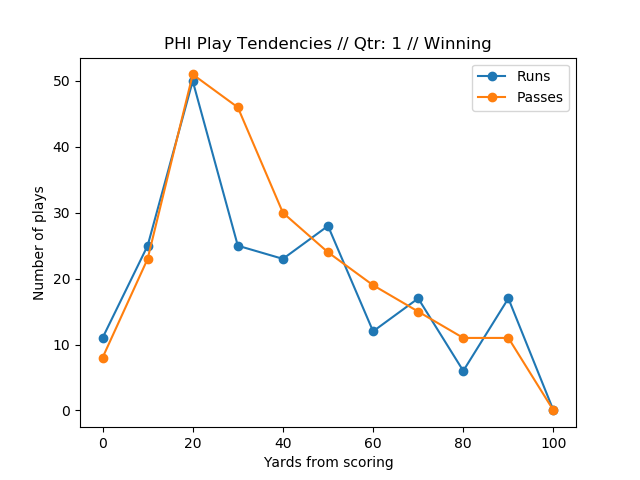 PHI Play Tendencies // Qtr: 1 // Winning
Runs
Passes
50
40
30
20
10
0
Number of plays
0 20 40 60 80 100
Yards from scoring